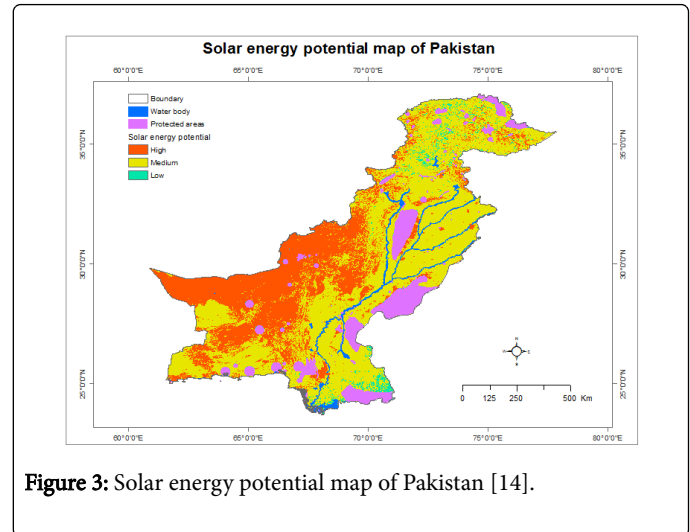 Solar energy potential map of Pakistan
60°0'0"E 65°0'0"E 70°0'0"E 75°0'0"E 80°0'0"E
Boundary
Water body
Protected areas
Solar energy potential
High
Medium
Low
35°0'0"N 35°0'0"N
30°0'0"N 30°0'0"N
25°0'0"N 25°0'0"N
N
W E
S
0 125 250 500 Km
60°0'0"E 65°0'0"E 70°0'0"E 75°0'0"E 80°0'0"E
Figure 3: Solar energy potential map of Pakistan [14].